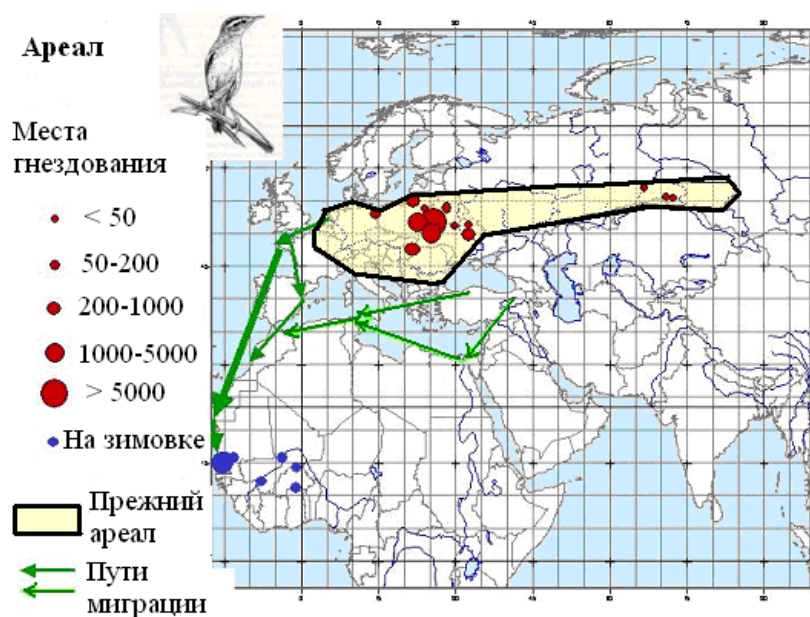 Ареал
Места
гнездования
< 50
50-200
200-1000
1000-5000
> 5000
На зимовке
Прежний
ареал
Пути
миграции